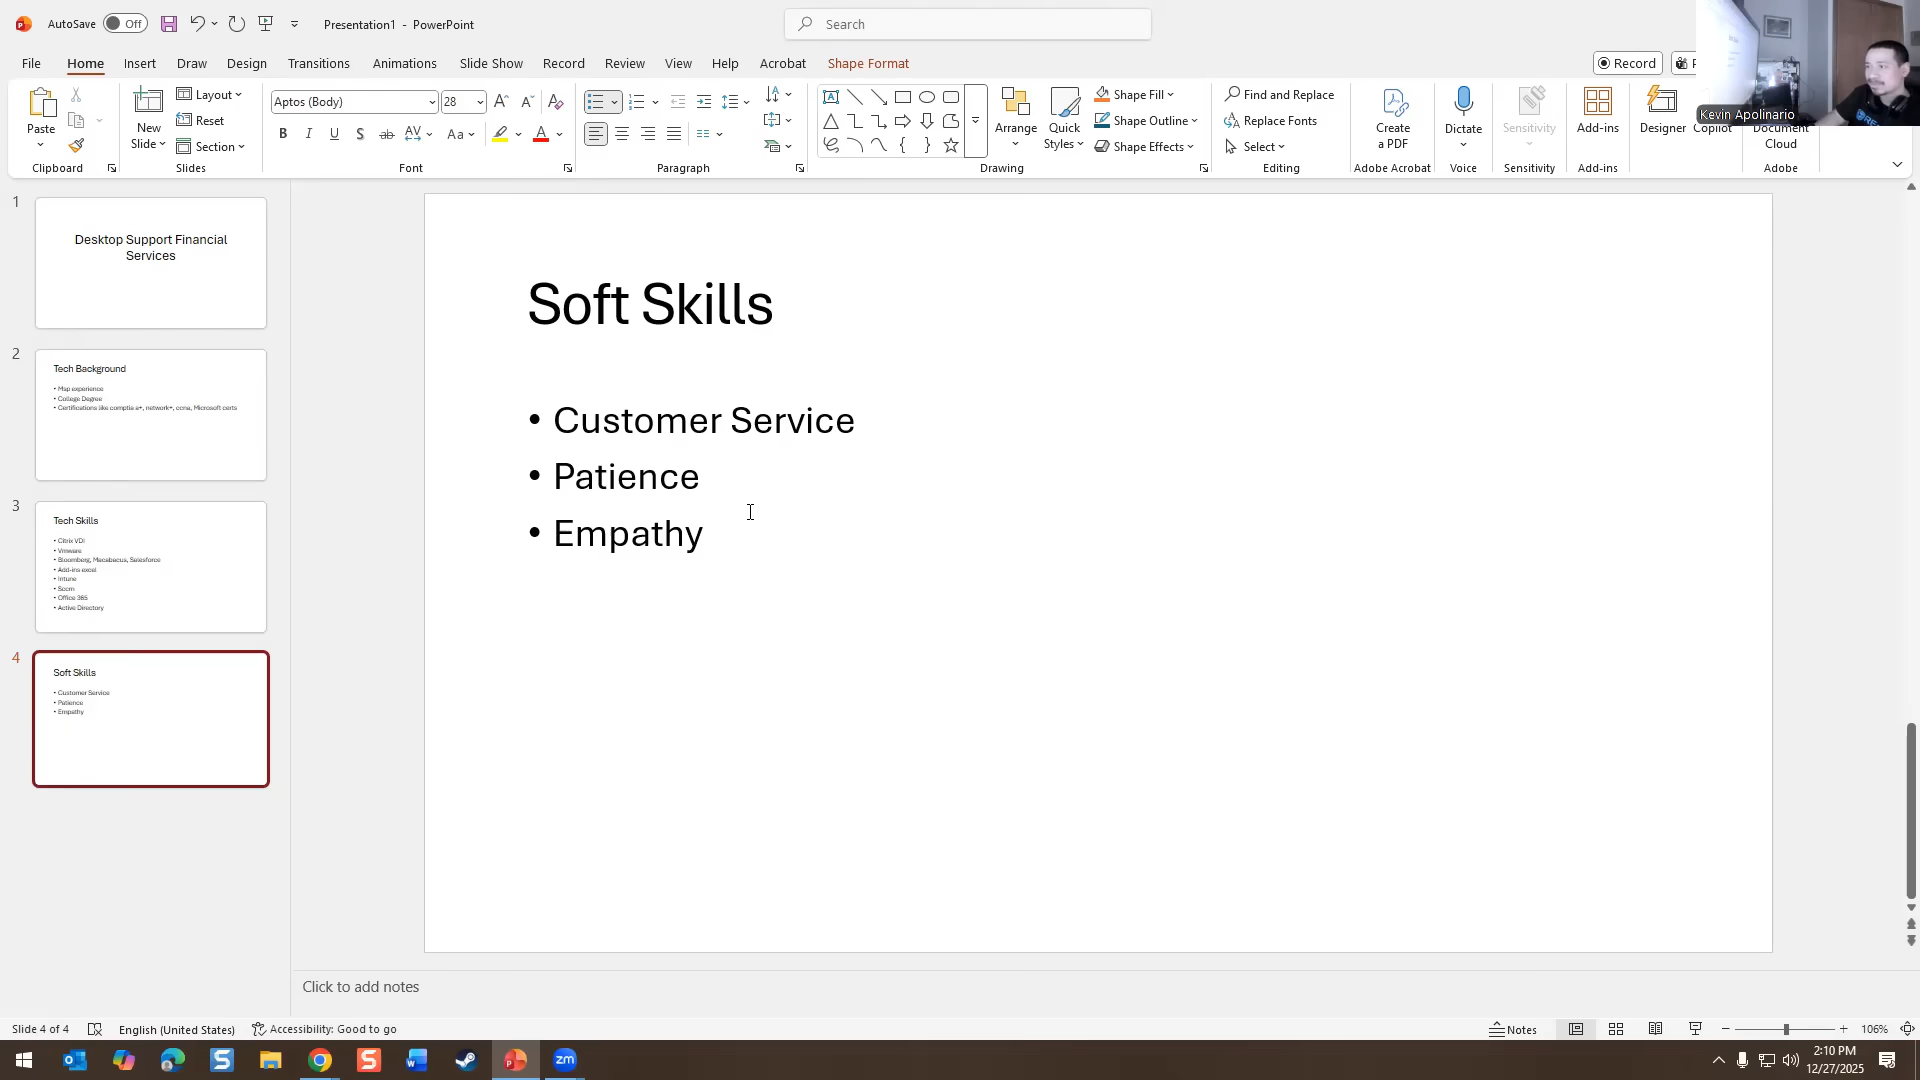 AutoSave Off Presentation1 - PowerPoint Search
File Home Insert Draw Design Transitions Animations Slide Show Record Review View Help Acrobat Shape Format Record
Paste
New Slide
Layout
Reset
Section
Aptos (Body) 28
B I U S ab AV Aa A
Arrange
Quick Styles
Shape Fill
Shape Outline
Shape Effects
Find and Replace
Replace Fonts
Select
Create a PDF
Dictate
Sensitivity
Add-ins
Designer
Copilot
Document Cloud
Kevin Apolinario
Clipboard Slides Font Paragraph Drawing Editing Adobe Acrobat Voice Sensitivity Add-ins Adobe
1
Desktop Support Financial
Services
2
Tech Background
• Map experience
• College Degree
• Certifications like comptia a+, network+, ccna, Microsoft certs
3
Tech Skills
• Citrix VDI
• Vmware
• Bloomberg, Macabacus, Salesforce
• Add-ins excel
• Intune
• Sccm
• Office 365
• Active Directory
4
Soft Skills
• Customer Service
• Patience
• Empathy
Soft Skills
• Customer Service
• Patience
• Empathy
Click to add notes
Slide 4 of 4 English (United States) Accessibility: Good to go Notes 106%
2:10 PM
12/27/2025